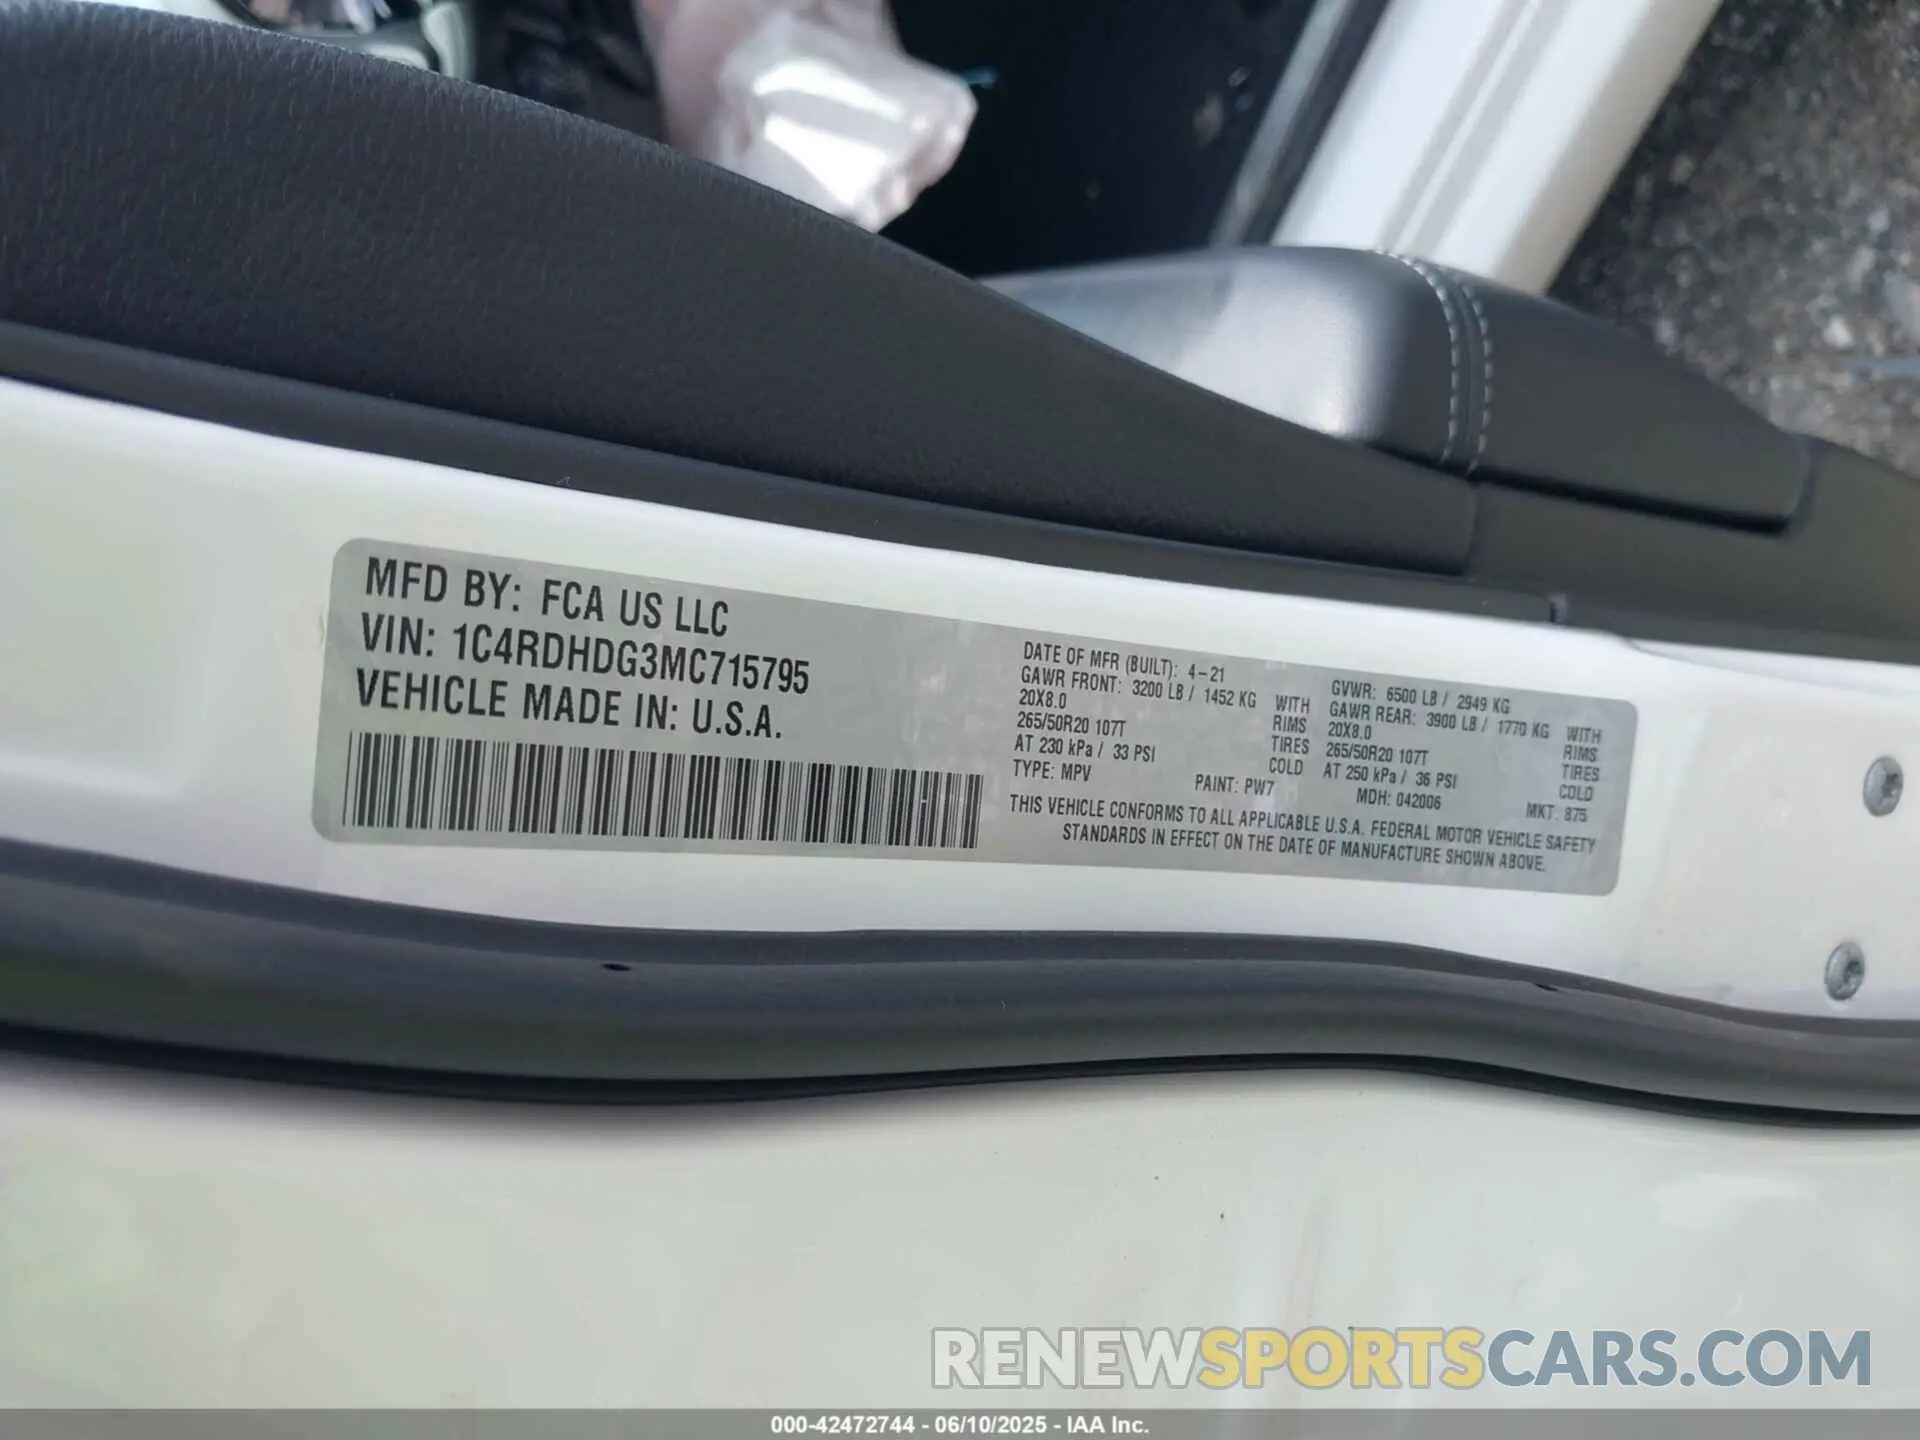 MFD BY: FCA US LLC
VIN: 1C4RDHDG3MC715795
VEHICLE MADE IN: U.S.A.
DATE OF MFR (BUILT): 4-21
GAWR FRONT: 3200 LB / 1452 KG WITH
20X8.0 RIMS
265/50R20 107T TIRES
AT 230 kPa / 33 PSI COLD
TYPE: MPV PAINT: PW7
GVWR: 6500 LB / 2949 KG
GAWR REAR: 3900 LB / 1770 KG WITH
20X8.0 RIMS
265/50R20 107T TIRES
AT 250 kPa / 36 PSI COLD
MDH: 042006 MKT: 875
THIS VEHICLE CONFORMS TO ALL APPLICABLE U.S.A. FEDERAL MOTOR VEHICLE SAFETY
STANDARDS IN EFFECT ON THE DATE OF MANUFACTURE SHOWN ABOVE.
RENEWSPORTSCARS.COM
000-42472744 - 06/10/2025 - IAA Inc.